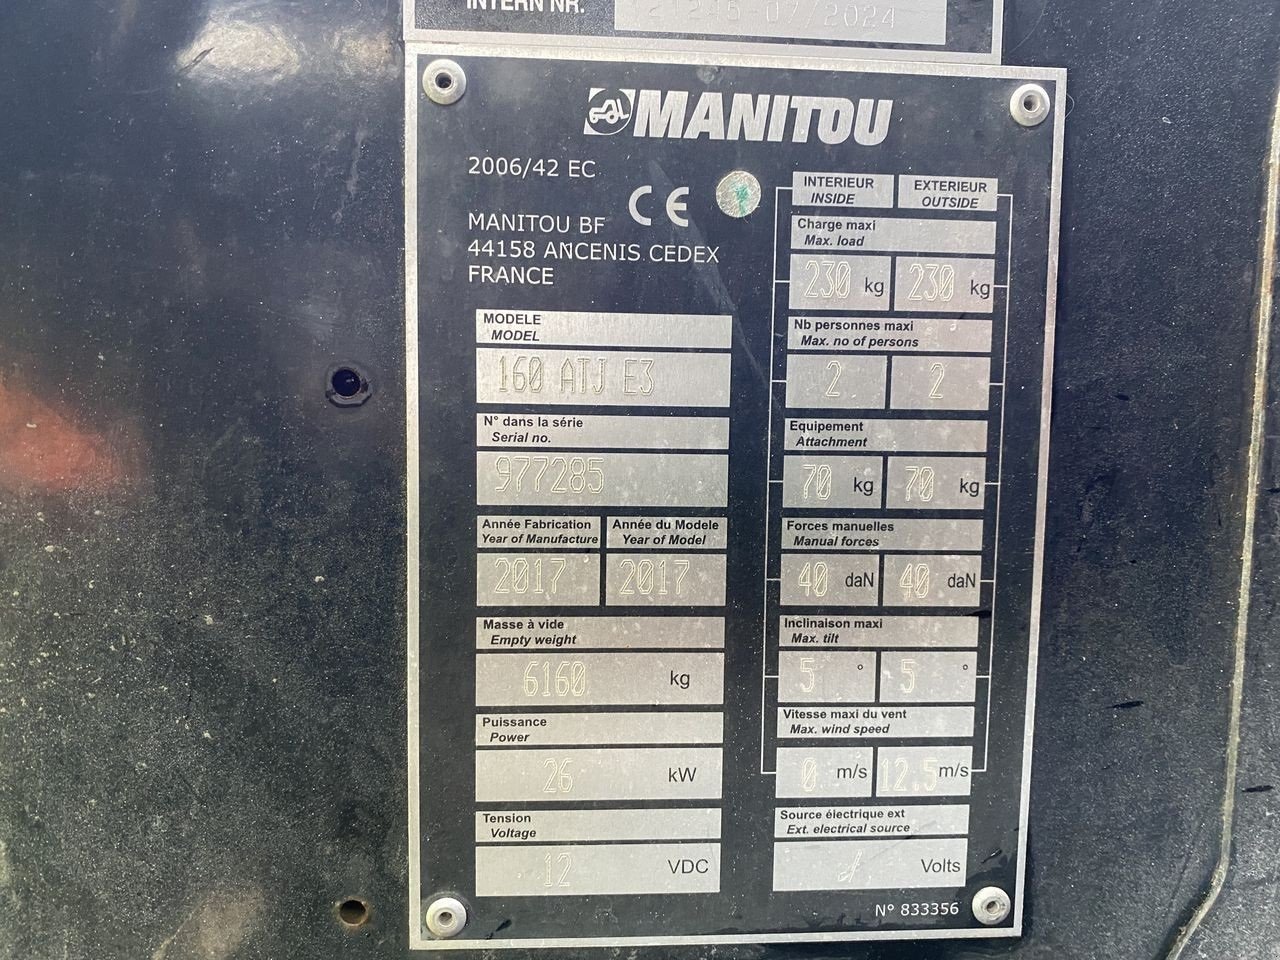 INTERN NR.
07/2024
MANITOU
2006/42 EC
CE
MANITOU BF
44158 ANCENIS CEDEX
FRANCE
MODELE
MODEL
160 ATJ E3
N° dans la série
Serial no.
977285
Année Fabrication
Year of Manufacture
2017
Année du Modele
Year of Model
2017
Masse à vide
Empty weight
6160 kg
Puissance
Power
26 kW
Tension
Voltage
12 VDC
INTERIEUR
INSIDE
EXTERIEUR
OUTSIDE
Charge maxi
Max. load
230 kg 230 kg
Nb personnes maxi
Max. no of persons
2 2
Equipement
Attachment
70 kg 70 kg
Forces manuelles
Manual forces
40 daN 40 daN
Inclinaison maxi
Max. tilt
5 ° 5 °
Vitesse maxi du vent
Max. wind speed
0 m/s 12.5 m/s
Source électrique ext
Ext. electrical source
Volts
N° 833356